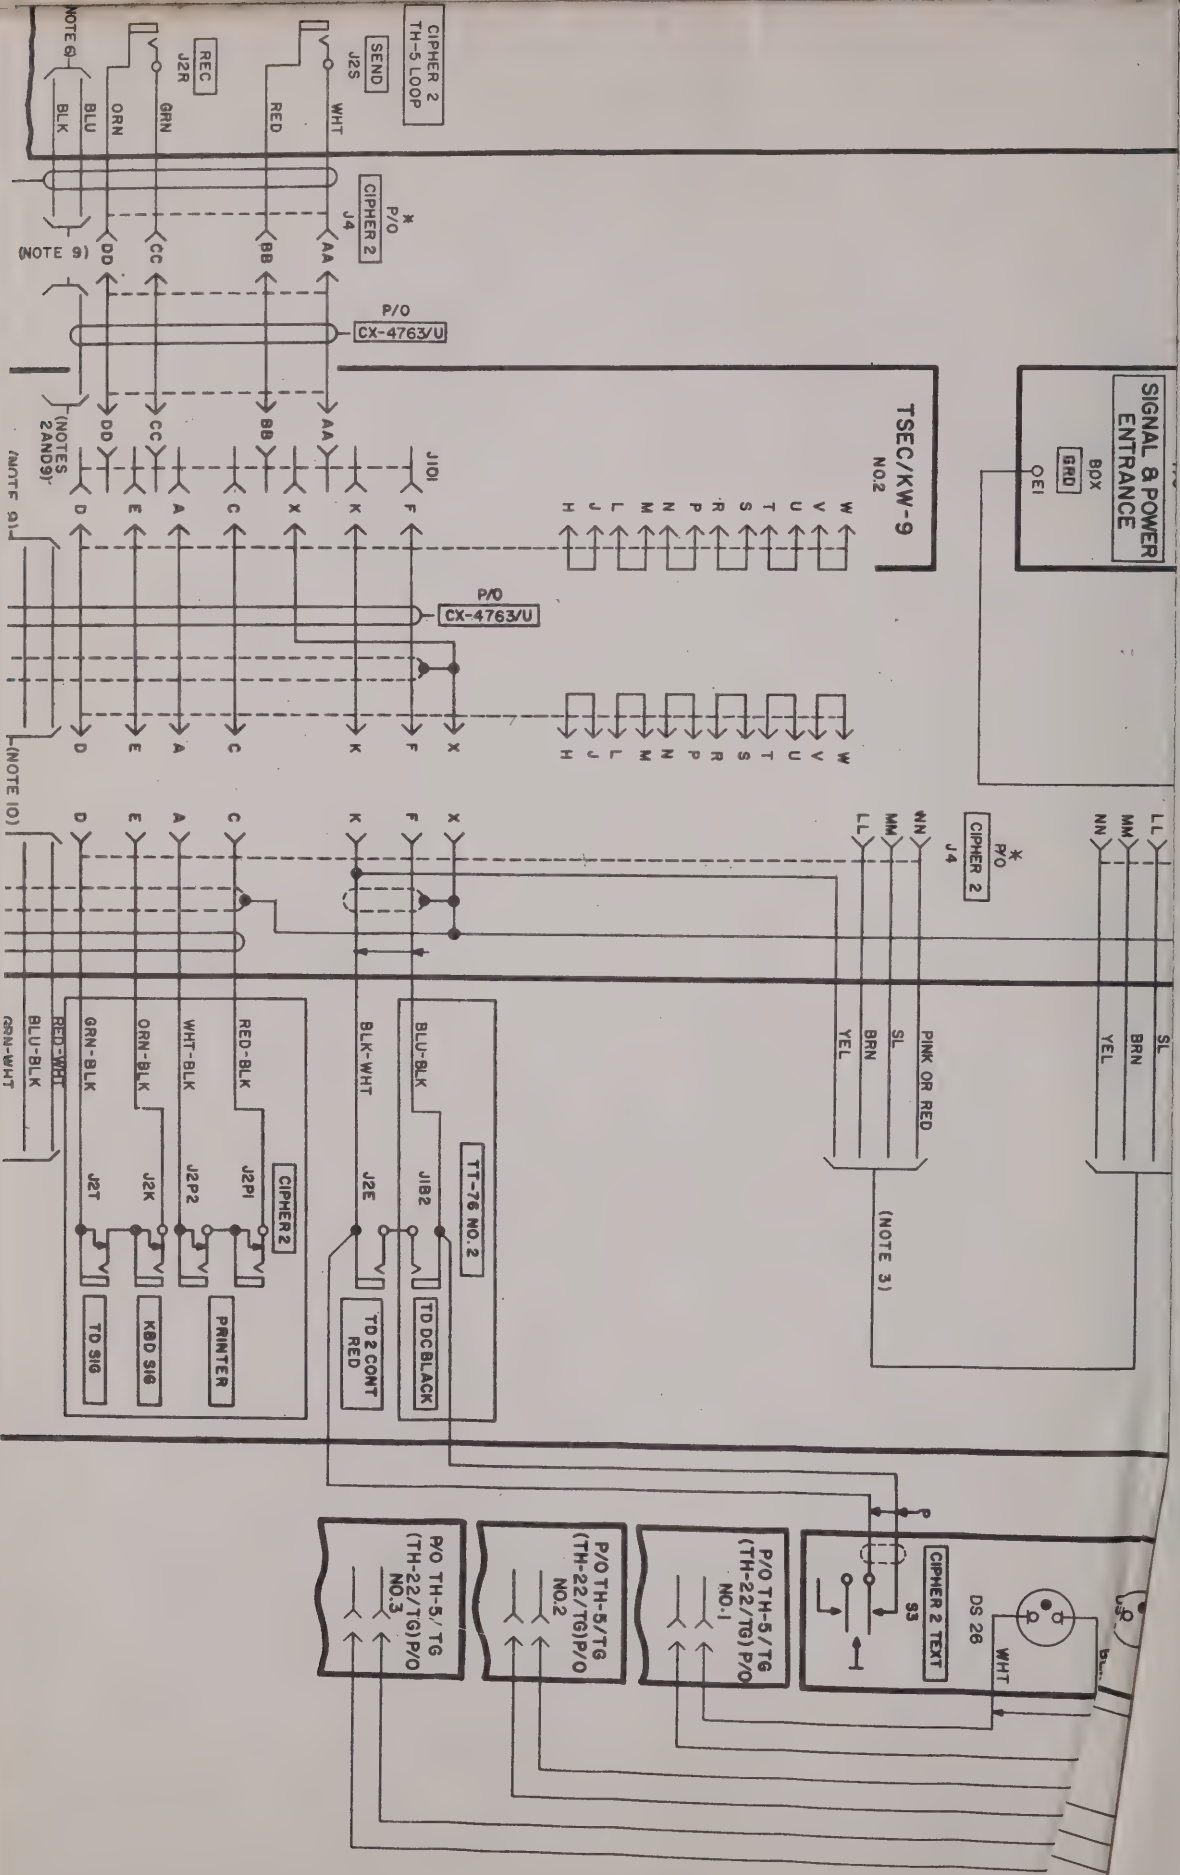 SIGNAL & POWER
ENTRANCE
BOX
GRD
E1
TSEC/KW-9
NO.2
CIPHER 2
TH-5 LOOP
SEND
J2S
WHT
RED
REC
J2R
GRN
ORN
BLU
BLK
NOTE 6)
*
P/O
CIPHER 2
J4
AA
BB
CC
DD
(NOTE 9)
P/O
CX-4763/U
AA
BB
CC
DD
(NOTES
2AND9)
J101
W
V
U
T
S
R
P
N
M
L
J
H
F
K
X
C
A
E
D
P/O
CX-4763/U
W
V
U
T
S
R
P
N
M
L
J
H
X
F
K
C
A
E
D
(NOTE 10)
LL
MM
NN
SL
BRN
YEL
*
P/O
CIPHER 2
J4
MM
LL
PINK OR RED
SL
BRN
YEL
(NOTE 3)
X
F
K
C
A
E
D
BLU-BLK
BLK-WHT
RED-BLK
WHT-BLK
ORN-BLK
GRN-BLK
RED-WHT
BLU-BLK
GRN-WHT
TT-76 NO. 2
J1B2
J2E
TD DC BLACK
TD 2 CONT
RED
CIPHER 2
J2P1
J2P2
J2K
J2T
PRINTER
KBD SIG
TD SIG
P
DS 26
WHT
CIPHER 2 TEXT
S3
P/O TH-5/TG
(TH-22/TG) P/O
NO.1
P/O TH-5/TG
(TH-22/TG) P/O
NO.2
P/O TH-5/TG
(TH-22/TG) P/O
NO.3